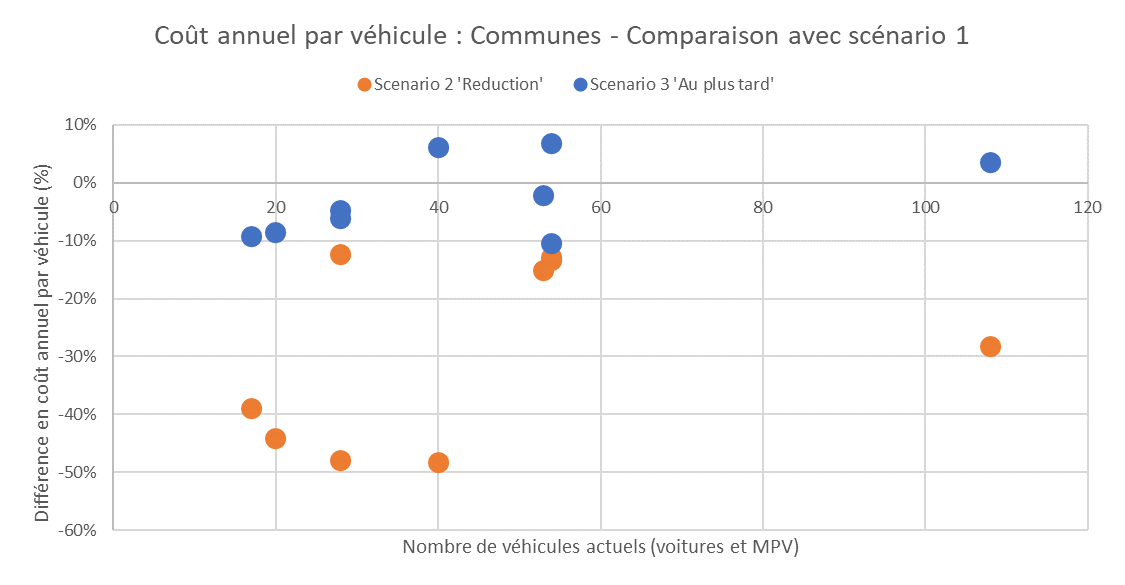 Coût annuel par véhicule : Communes - Comparaison avec scénario 1
Scenario 2 'Reduction' Scenario 3 'Au plus tard'
Différence en coût annuel par véhicule (%)
10%
0%
-10%
-20%
-30%
-40%
-50%
-60%
0 20 40 60 80 100 120
Nombre de véhicules actuels (voitures et MPV)